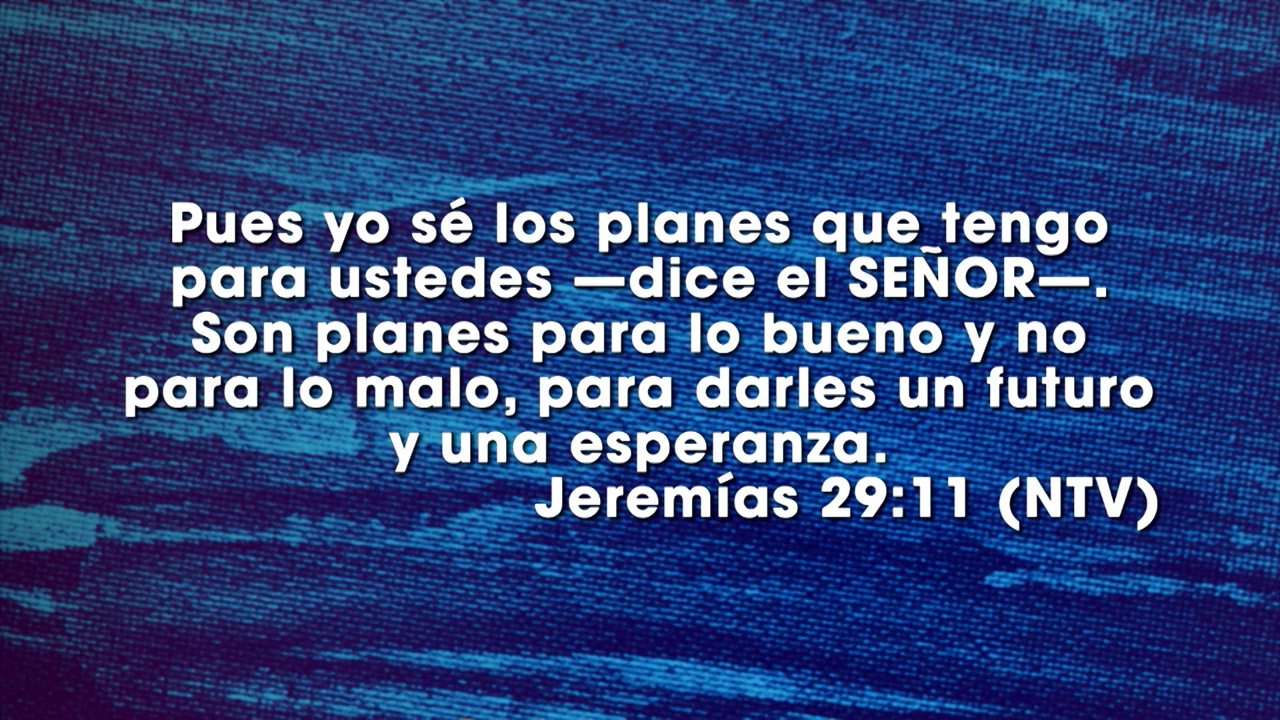 Pues yo sé los planes que tengo
para ustedes —dice el SEÑOR—.
Son planes para lo bueno y no
para lo malo, para darles un futuro
y una esperanza.
Jeremías 29:11 (NTV)